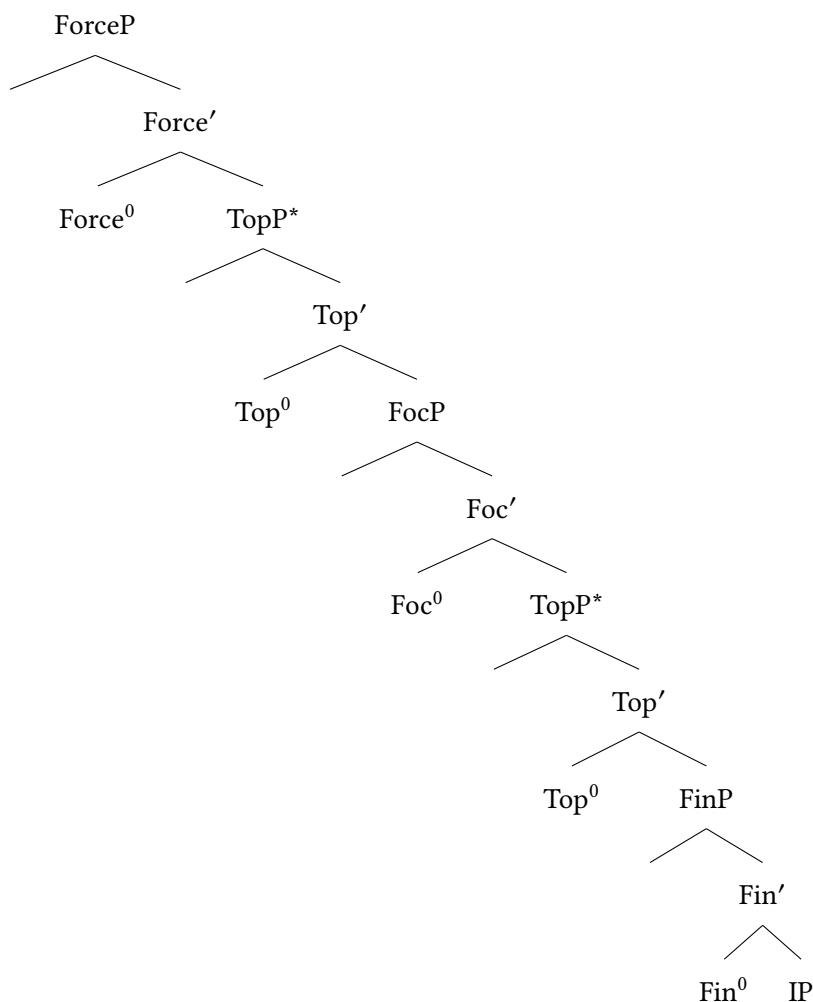 ForceP
Force′
Force⁰ TopP*
Top′
Top⁰ FocP
Foc′
Foc⁰ TopP*
Top′
Top⁰ FinP
Fin′
Fin⁰ IP